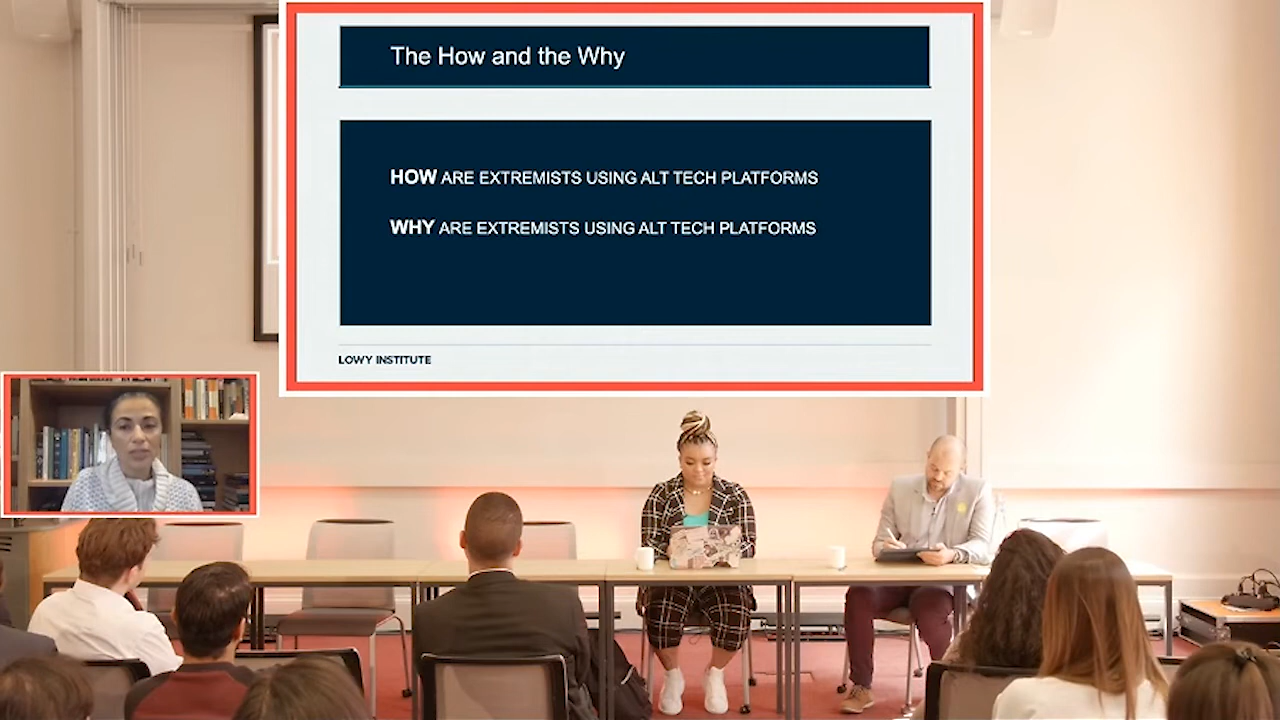 The How and the Why
HOW ARE EXTREMISTS USING ALT TECH PLATFORMS
WHY ARE EXTREMISTS USING ALT TECH PLATFORMS
LOWY INSTITUTE